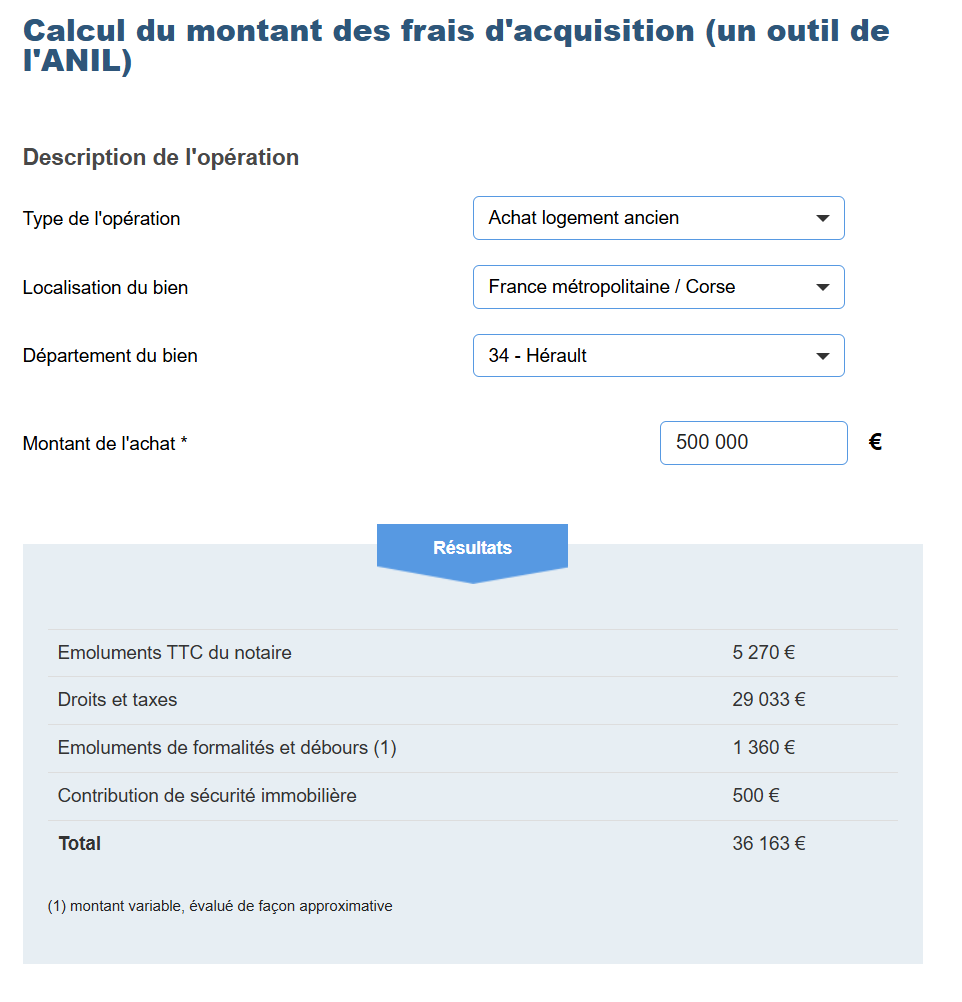 Calcul du montant des frais d'acquisition (un outil de
l'ANIL)
Description de l'opération
Type de l'opération
Achat logement ancien
Localisation du bien
France métropolitaine / Corse
Département du bien
34 - Hérault
Montant de l'achat *
500 000 €
Résultats
Emoluments TTC du notaire 5 270 €
Droits et taxes 29 033 €
Emoluments de formalités et débours (1) 1 360 €
Contribution de sécurité immobilière 500 €
Total 36 163 €
(1) montant variable, évalué de façon approximative